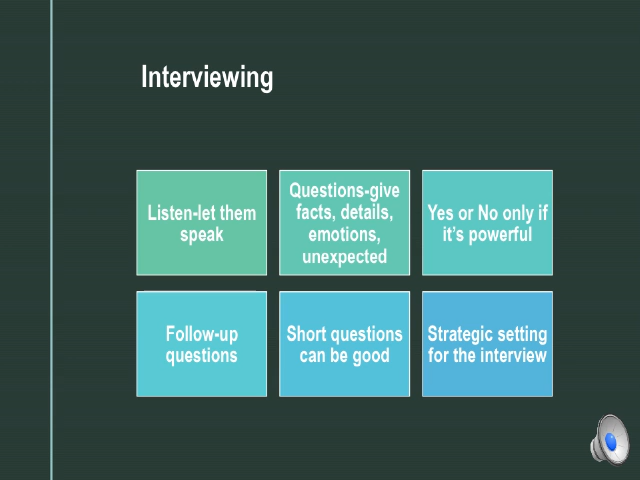 Interviewing
Listen-let them
speak
Questions-give
facts, details,
emotions,
unexpected
Yes or No only if
it’s powerful
Follow-up
questions
Short questions
can be good
Strategic setting
for the interview